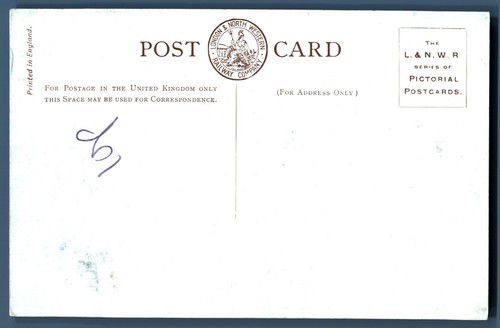 Printed in England.
POST CARD
LONDON & NORTH WESTERN
RAILWAY COMPANY
THE
L. & N. W. R
SERIES OF
PICTORIAL
POSTCARDS.
FOR POSTAGE IN THE UNITED KINGDOM ONLY
THIS SPACE MAY BE USED FOR CORRESPONDENCE.
(FOR ADDRESS ONLY)